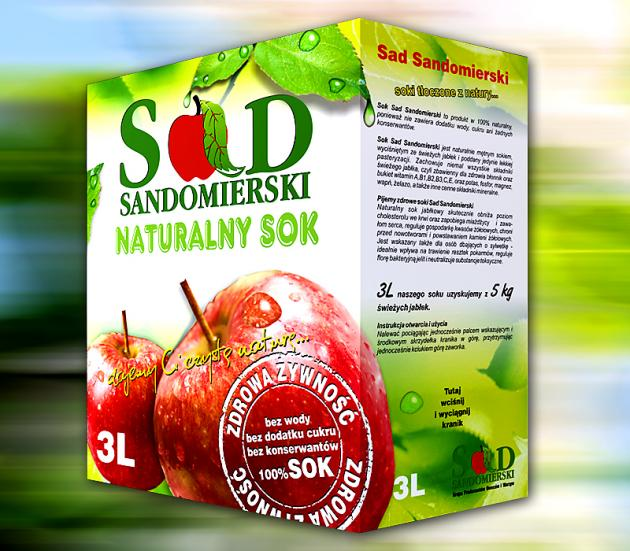 SAD
SANDOMIERSKI
NATURALNY SOK
dajemy Ci czystą naturę...
ZDROWA ŻYWNOŚĆ
bez wody
bez dodatku cukru
bez konserwantów
100% SOK
ZDROWA ŻYWNOŚĆ
3L
Sad Sandomierski
soki tłoczone z natury...
Sok Sad Sandomierski to produkt w 100% naturalny,
ponieważ nie zawiera dodatku wody, cukru ani żadnych
konserwantów.
Sok Sad Sandomierski jest naturalnie mętnym sokiem,
wyciśniętym ze świeżych jabłek i poddany jedynie lekkiej
pasteryzacji. Zachowuje niemal wszystkie składniki
świeżego jabłka, czyli zbawienny dla zdrowia błonnik oraz
bukiet witamin A,B1,B2,B3,C,E, oraz potas, fosfor, magnez,
wapń, żelazo, a także inne cenne składniki mineralne.
Pijemy zdrowe soki Sad Sandomierski
Naturalny sok jabłkowy skutecznie obniża poziom
cholesterolu we krwi oraz zapobiega miażdżycy i zawa-
łom serca, reguluje gospodarkę kwasów żółciowych, chroni
przed nowotworami i powstawaniem kamieni żółciowych.
Jest wskazany także dla osób dbających o sylwetkę -
idealnie wpływa na trawienie resztek pokarmów, reguluje
florę bakteryjną jelit i neutralizuje substancje toksyczne.
3L naszego soku uzyskujemy z 5 kg
świeżych jabłek.
Instrukcja otwarcia i użycia
Nalewać pociągając jednocześnie palcem wskazującym i
środkowym skrzydełka kranika w górę, przytrzymując
jednocześnie kciukiem górę zaworka.
Tutaj
wciśnij
i wyciągnij
kranik
SAD
SANDOMIERSKI
3L